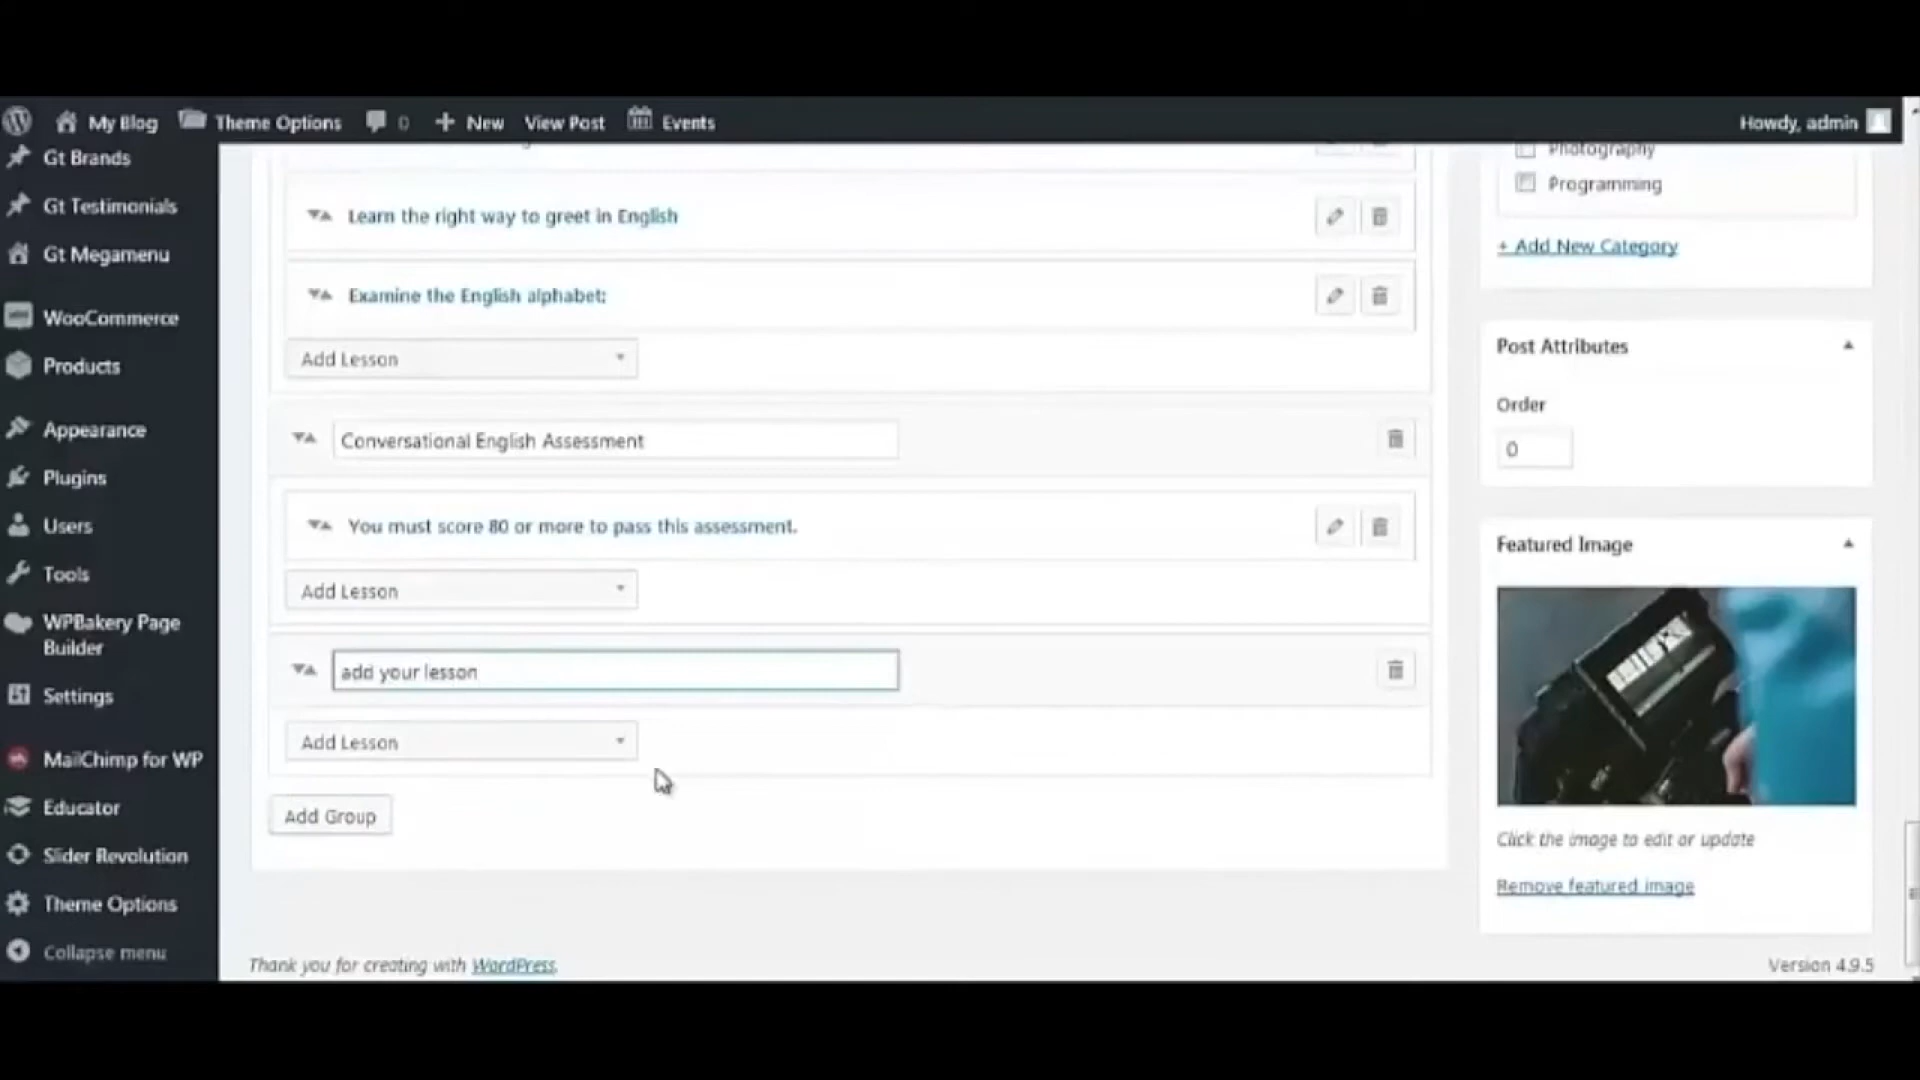 My Blog
Theme Options
0
New
View Post
Events
Howdy, admin
Gt Brands
Gt Testimonials
Gt Megamenu
WooCommerce
Products
Appearance
Plugins
Users
Tools
WPBakery Page
Builder
Settings
MailChimp for WP
Educator
Slider Revolution
Theme Options
Collapse menu
Learn the right way to greet in English
Examine the English alphabet:
Add Lesson
Conversational English Assessment
You must score 80 or more to pass this assessment.
Add Lesson
add your lesson
Add Lesson
Add Group
Thank you for creating with WordPress.
Photography
Programming
+ Add New Category
Post Attributes
Order
0
Featured Image
Click the image to edit or update
Remove featured image
Version 4.9.5